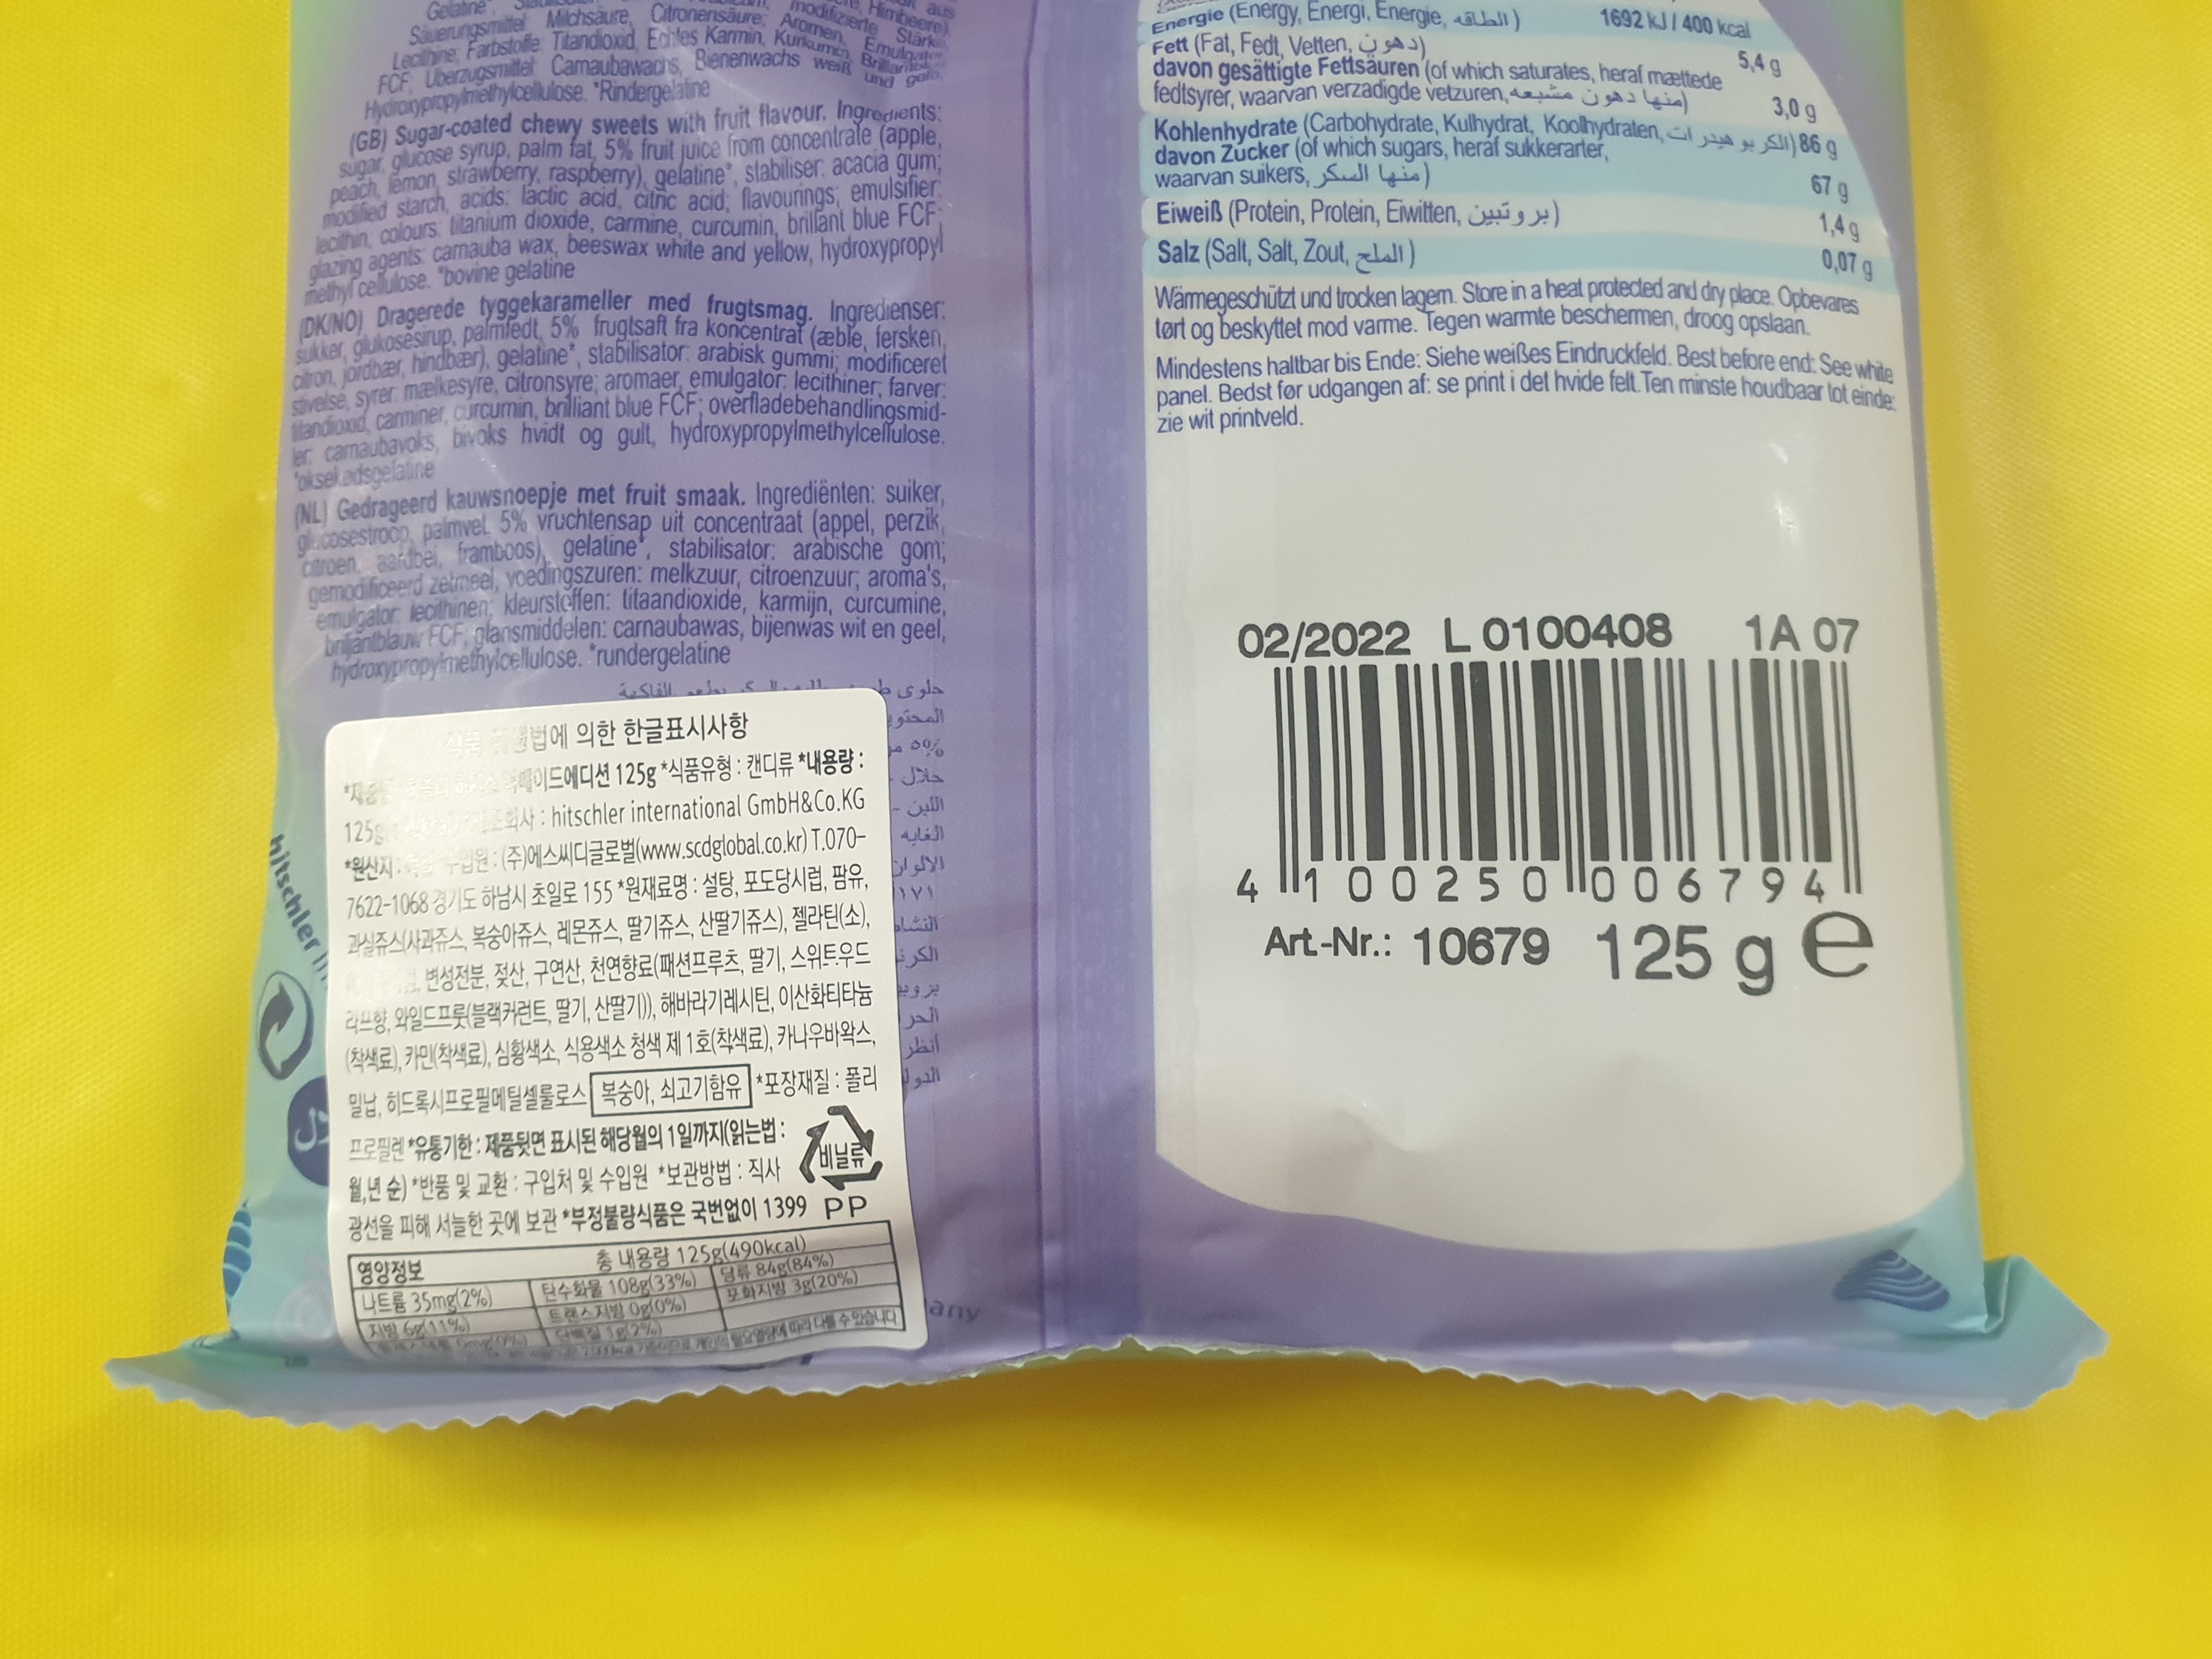 Gelatine*
Säuerungsmittel: Milchsäure, Citronensäure; Aromen, Emulgator:
Lecithine; Farbstoffe: Titandioxid, Echtes Karmin, Kurkumin, Brillantblau
FCF; Überzugsmittel: Carnaubawachs, Bienenwachs weiß und gelb,
Hydroxypropylmethylcellulose. *Rindergelatine
(GB) Sugar-coated chewy sweets with fruit flavour. Ingredients:
sugar, glucose syrup, palm fat, 5% fruit juice from concentrate (apple,
peach, lemon, strawberry, raspberry), gelatine*, stabiliser: acacia gum;
modified starch, acids: lactic acid, citric acid; flavourings; emulsifier:
lecithin; colours: titanium dioxide, carmine, curcumin, brillant blue FCF;
glazing agents: carnauba wax, beeswax white and yellow, hydroxypropyl
methyl cellulose. *bovine gelatine
(DK/NO) Dragerede tyggekarameller med frugtsmag. Ingredienser:
sukker, glukosesirup, palmfedt, 5% frugtsaft fra koncentrat (æble, fersken,
citron, jordbær, hindbær), gelatine*, stabilisator: arabisk gummi; modificeret
stivelse, syrer: mælkesyre, citronsyre; aromaer, emulgator: lecithiner; farver:
titandioxid, carminer, curcumin, brilliant blue FCF; overfladebehandlingsmid-
ler: carnaubavoks, bivoks hvidt og gult, hydroxypropylmethylcellulose.
*oksekødsgelatine
(NL) Gedrageerd kauwsnoepje met fruit smaak. Ingrediënten: suiker,
glucosestroop, palmvet, 5% vruchtensap uit concentraat (appel, perzik,
citroen, aardbei, framboos), gelatine*, stabilisator: arabische gom;
gemodificeerd zetmeel, voedingszuren: melkzuur, citroenzuur; aroma's,
emulgator: lecithinen; kleurstoffen: titaandioxide, karmijn, curcumine,
briljantblauw FCF; glansmiddelen: carnaubawas, bijenwas wit en geel,
hydroxypropylmethylcellulose. *rundergelatine
법에 의한 한글표시사항
에디션 125g *식품유형 : 캔디류 *내용량 :
125g 제조회사 : hitschler international GmbH&Co.KG
*원산지 : 수입원 : (주)에스씨디글로벌(www.scdglobal.co.kr) T.070-
7622-1068 경기도 하남시 초일로 155 *원재료명 : 설탕, 포도당시럽, 팜유,
과실쥬스(사과쥬스, 복숭아쥬스, 레몬쥬스, 딸기쥬스, 산딸기쥬스), 젤라틴(소),
변성전분, 젖산, 구연산, 천연향료(패션프루츠, 딸기, 스위트우드
라프향, 와일드프룻(블랙커런트, 딸기, 산딸기)), 해바라기레시틴, 이산화티타늄
(착색료), 카민(착색료), 심황색소, 식용색소 청색 제1호(착색료), 카나우바왁스,
밀납, 히드록시프로필메틸셀룰로스 복숭아, 쇠고기함유 *포장재질 : 폴리
프로필렌 *유통기한 : 제품뒷면 표시된 해당월의 1일까지(읽는법 :
월,년 순) *반품 및 교환 : 구입처 및 수입원 *보관방법 : 직사
광선을 피해 서늘한 곳에 보관 *부정불량식품은 국번없이 1399
비닐류
PP
영양정보 총 내용량 125g(490kcal)
나트륨 35mg(2%) 탄수화물 108g(33%) 당류 84g(84%)
지방 6g(11%) 트랜스지방 0g(0%) 포화지방 3g(20%)
단백질 1g(2%)
Energie (Energy, Energi, Energie, الطاقه) 1692 kJ / 400 kcal
Fett (Fat, Fedt, Vetten, دهون) 5,4 g
davon gesättigte Fettsäuren (of which saturates, heraf mættede
fedtsyrer, waarvan verzadigde vetzuren, منها دهون مشبعه) 3,0 g
Kohlenhydrate (Carbohydrate, Kulhydrat, Koolhydraten, الكربوهيدرات) 86 g
davon Zucker (of which sugars, heraf sukkerarter,
waarvan suikers, منها السكر) 67 g
Eiweiß (Protein, Protein, Eiwitten, بروتيين) 1,4 g
Salz (Salt, Salt, Zout, الملح) 0,07 g
Wärmegeschützt und trocken lagern. Store in a heat protected and dry place. Opbevares
tørt og beskyttet mod varme. Tegen warmte beschermen, droog opslaan.
Mindestens haltbar bis Ende: Siehe weißes Eindruckfeld. Best before end: See white
panel. Bedst før udgangen af: se print i det hvide felt. Ten minste houdbaar tot einde:
zie wit printveld.
02/2022 L 0100408 1A 07
4 100250 006794
Art.-Nr.: 10679 125 g e
hitschler